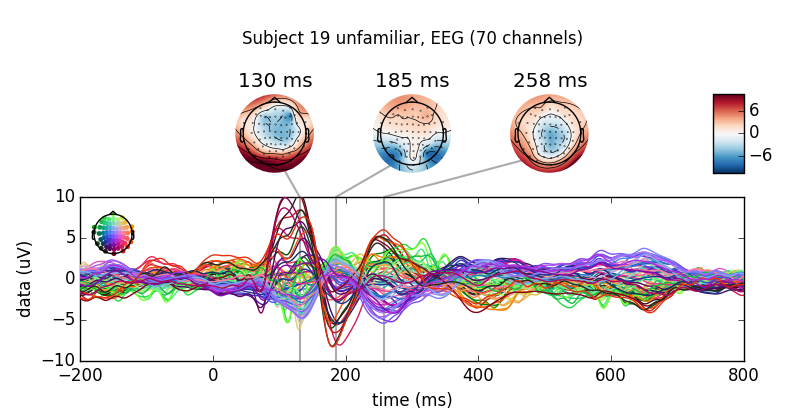 Subject 19 unfamiliar, EEG (70 channels)
130 ms 185 ms 258 ms
6
0
−6
10
5
0
−5
−10
data (uV)
−200 0 200 400 600 800
time (ms)